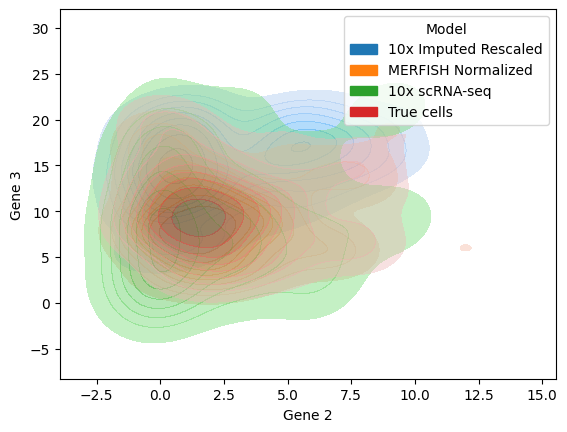 Model
10x Imputed Rescaled
MERFISH Normalized
10x scRNA-seq
True cells
30
25
20
15
10
5
0
−5
Gene 3
−2.5 0.0 2.5 5.0 7.5 10.0 12.5 15.0
Gene 2